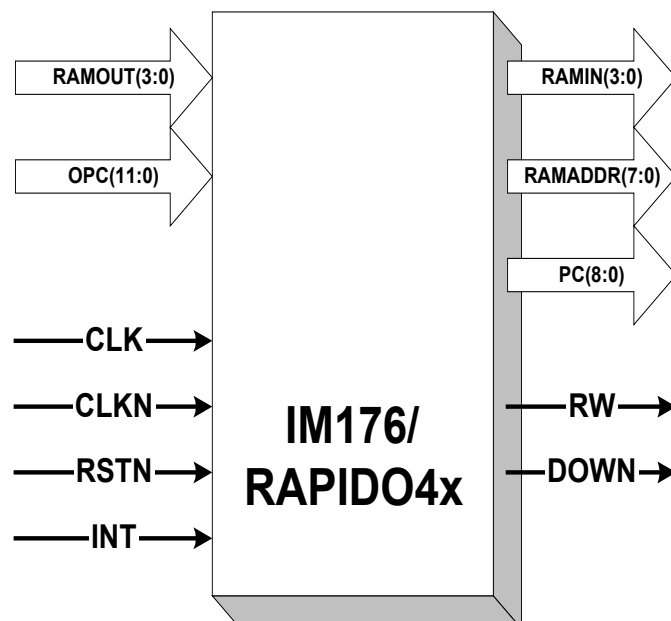 RAMOUT(3:0)
OPC(11:0)
CLK
CLKN
RSTN
INT
IM176/
RAPIDO4x
RAMIN(3:0)
RAMADDR(7:0)
PC(8:0)
RW
DOWN